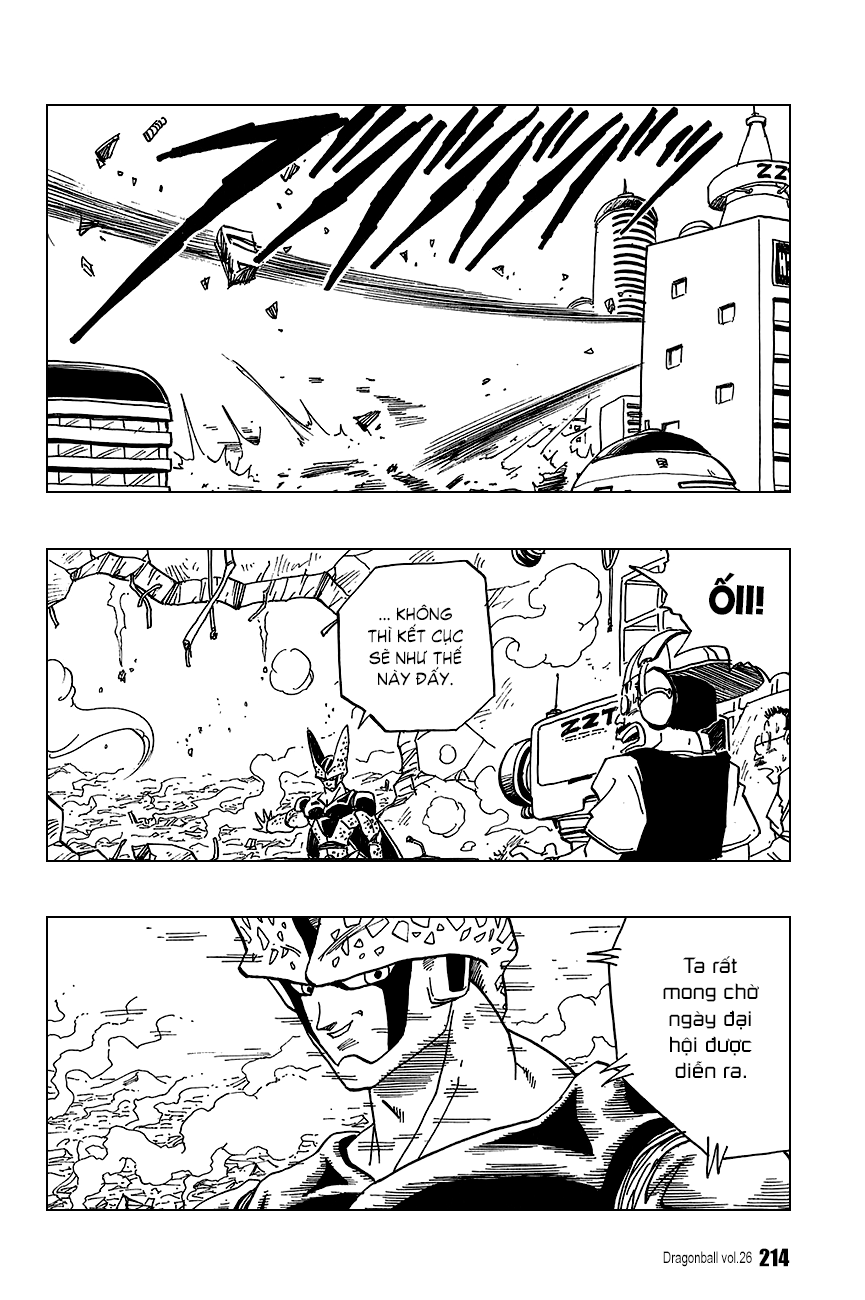 ZZT
... KHÔNG
THÌ KẾT CỤC
SẼ NHƯ THẾ
NÀY ĐẤY.
ỐII!
ZZT
Ta rất
mong chờ
ngày đại
hội được
diễn ra.
Dragonball vol.26 214